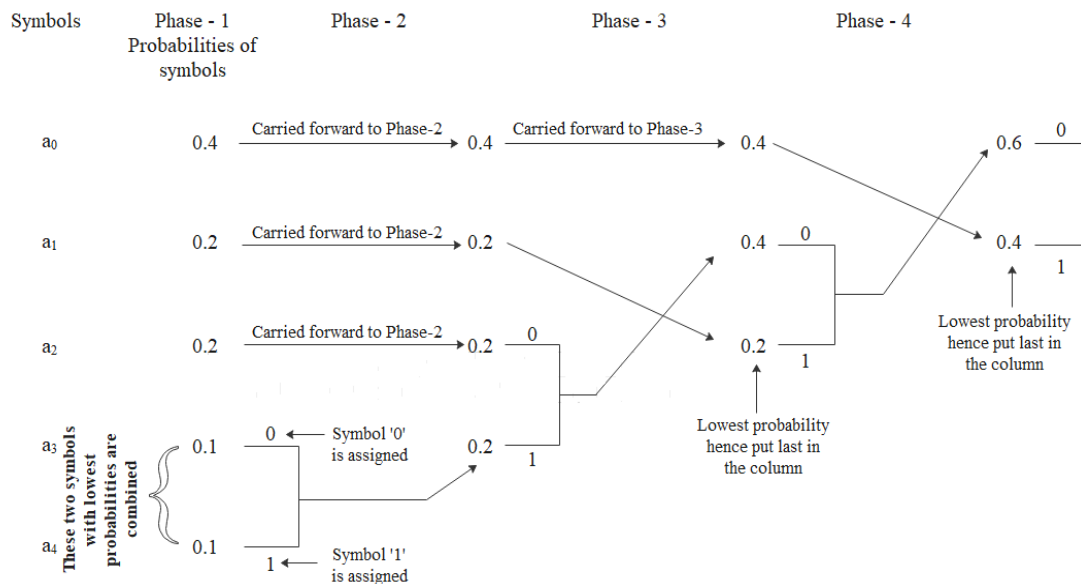 Symbols Phase - 1 Phase - 2 Phase - 3 Phase - 4
Probabilities of
symbols
a0 0.4 Carried forward to Phase-2 0.4 Carried forward to Phase-3 0.4 0.6 0
a1 0.2 Carried forward to Phase-2 0.2 0.4 0 0.4 1
a2 0.2 Carried forward to Phase-2 0.2 0 0.2 1
Lowest probability
hence put last in
the column
Lowest probability
hence put last in
the column
a3 0.1 0 Symbol '0'
is assigned
0.2 1
These two symbols
with lowest
probabilities are
combined
a4 0.1 1 Symbol '1'
is assigned